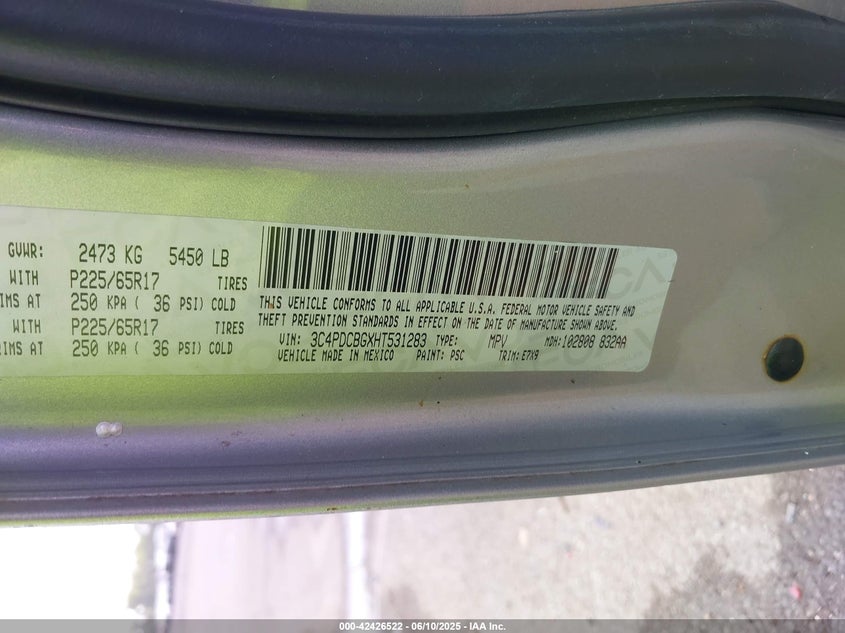 GVWR: 2473 KG 5450 LB
WITH P225/65R17 TIRES
IMS AT 250 KPA ( 36 PSI) COLD
WITH P225/65R17 TIRES
RIMS AT 250 KPA ( 36 PSI) COLD
THIS VEHICLE CONFORMS TO ALL APPLICABLE U.S.A. FEDERAL MOTOR VEHICLE SAFETY AND
THEFT PREVENTION STANDARDS IN EFFECT ON THE DATE OF MANUFACTURE SHOWN ABOVE.
VIN: 3C4PDCBGXHT531283 TYPE: MPV MDH:102808 832AA
VEHICLE MADE IN MEXICO PAINT: PSC TRIM: E7X9
000-42426522 — 06/10/2025 — IAA Inc.